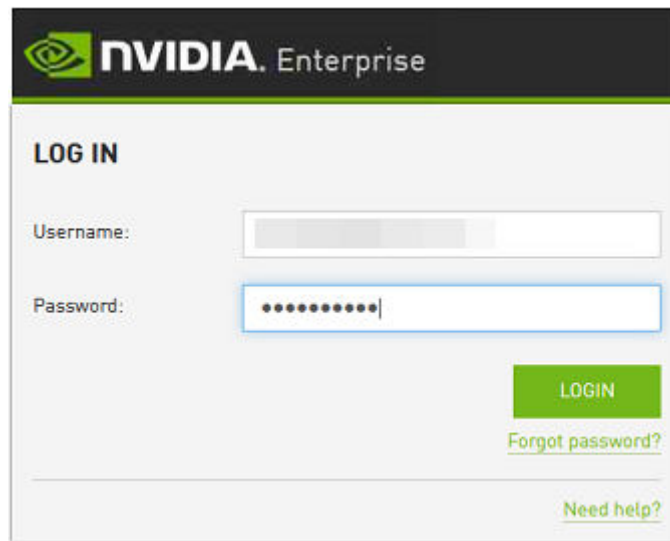 NVIDIA. Enterprise
LOG IN
Username:
Password: ••••••••••
LOGIN
Forgot password?
Need help?